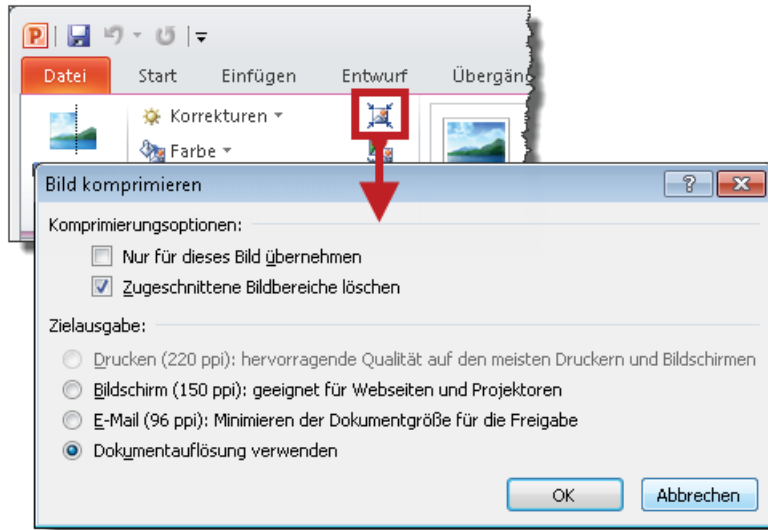 Datei Start Einfügen Entwurf Übergän
Korrekturen
Farbe
Bild komprimieren
Komprimierungsoptionen:
Nur für dieses Bild übernehmen
Zugeschnittene Bildbereiche löschen
Zielausgabe:
Drucken (220 ppi): hervorragende Qualität auf den meisten Druckern und Bildschirmen
Bildschirm (150 ppi): geeignet für Webseiten und Projektoren
E-Mail (96 ppi): Minimieren der Dokumentgröße für die Freigabe
Dokumentauflösung verwenden
OK Abbrechen